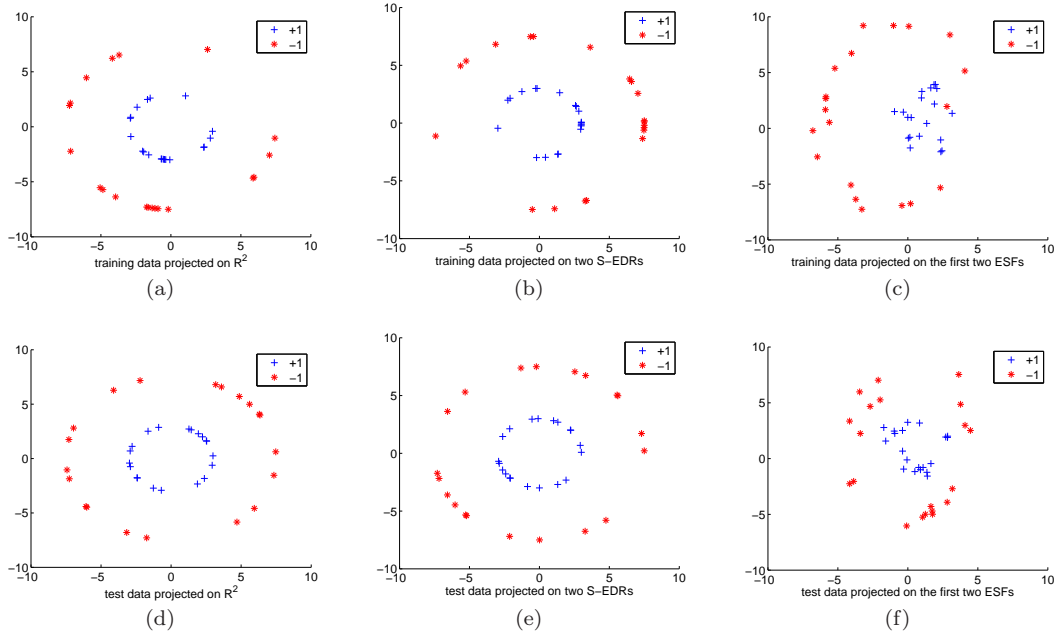 10
5
0
−5
−10
−10 −5 0 5 10
+1
−1
training data projected on R²
(a)
10
5
0
−5
−10
−10 −5 0 5 10
+1
−1
training data projected on two S−EDRs
(b)
10
5
0
−5
−10
−10 −5 0 5 10
+1
−1
training data projected on the first two ESFs
(c)
10
5
0
−5
−10
−10 −5 0 5 10
+1
−1
test data projected on R²
(d)
10
5
0
−5
−10
−10 −5 0 5 10
+1
−1
test data projected on two S−EDRs
(e)
10
5
0
−5
−10
−10 −5 0 5 10
+1
−1
test data projected on the first two ESFs
(f)